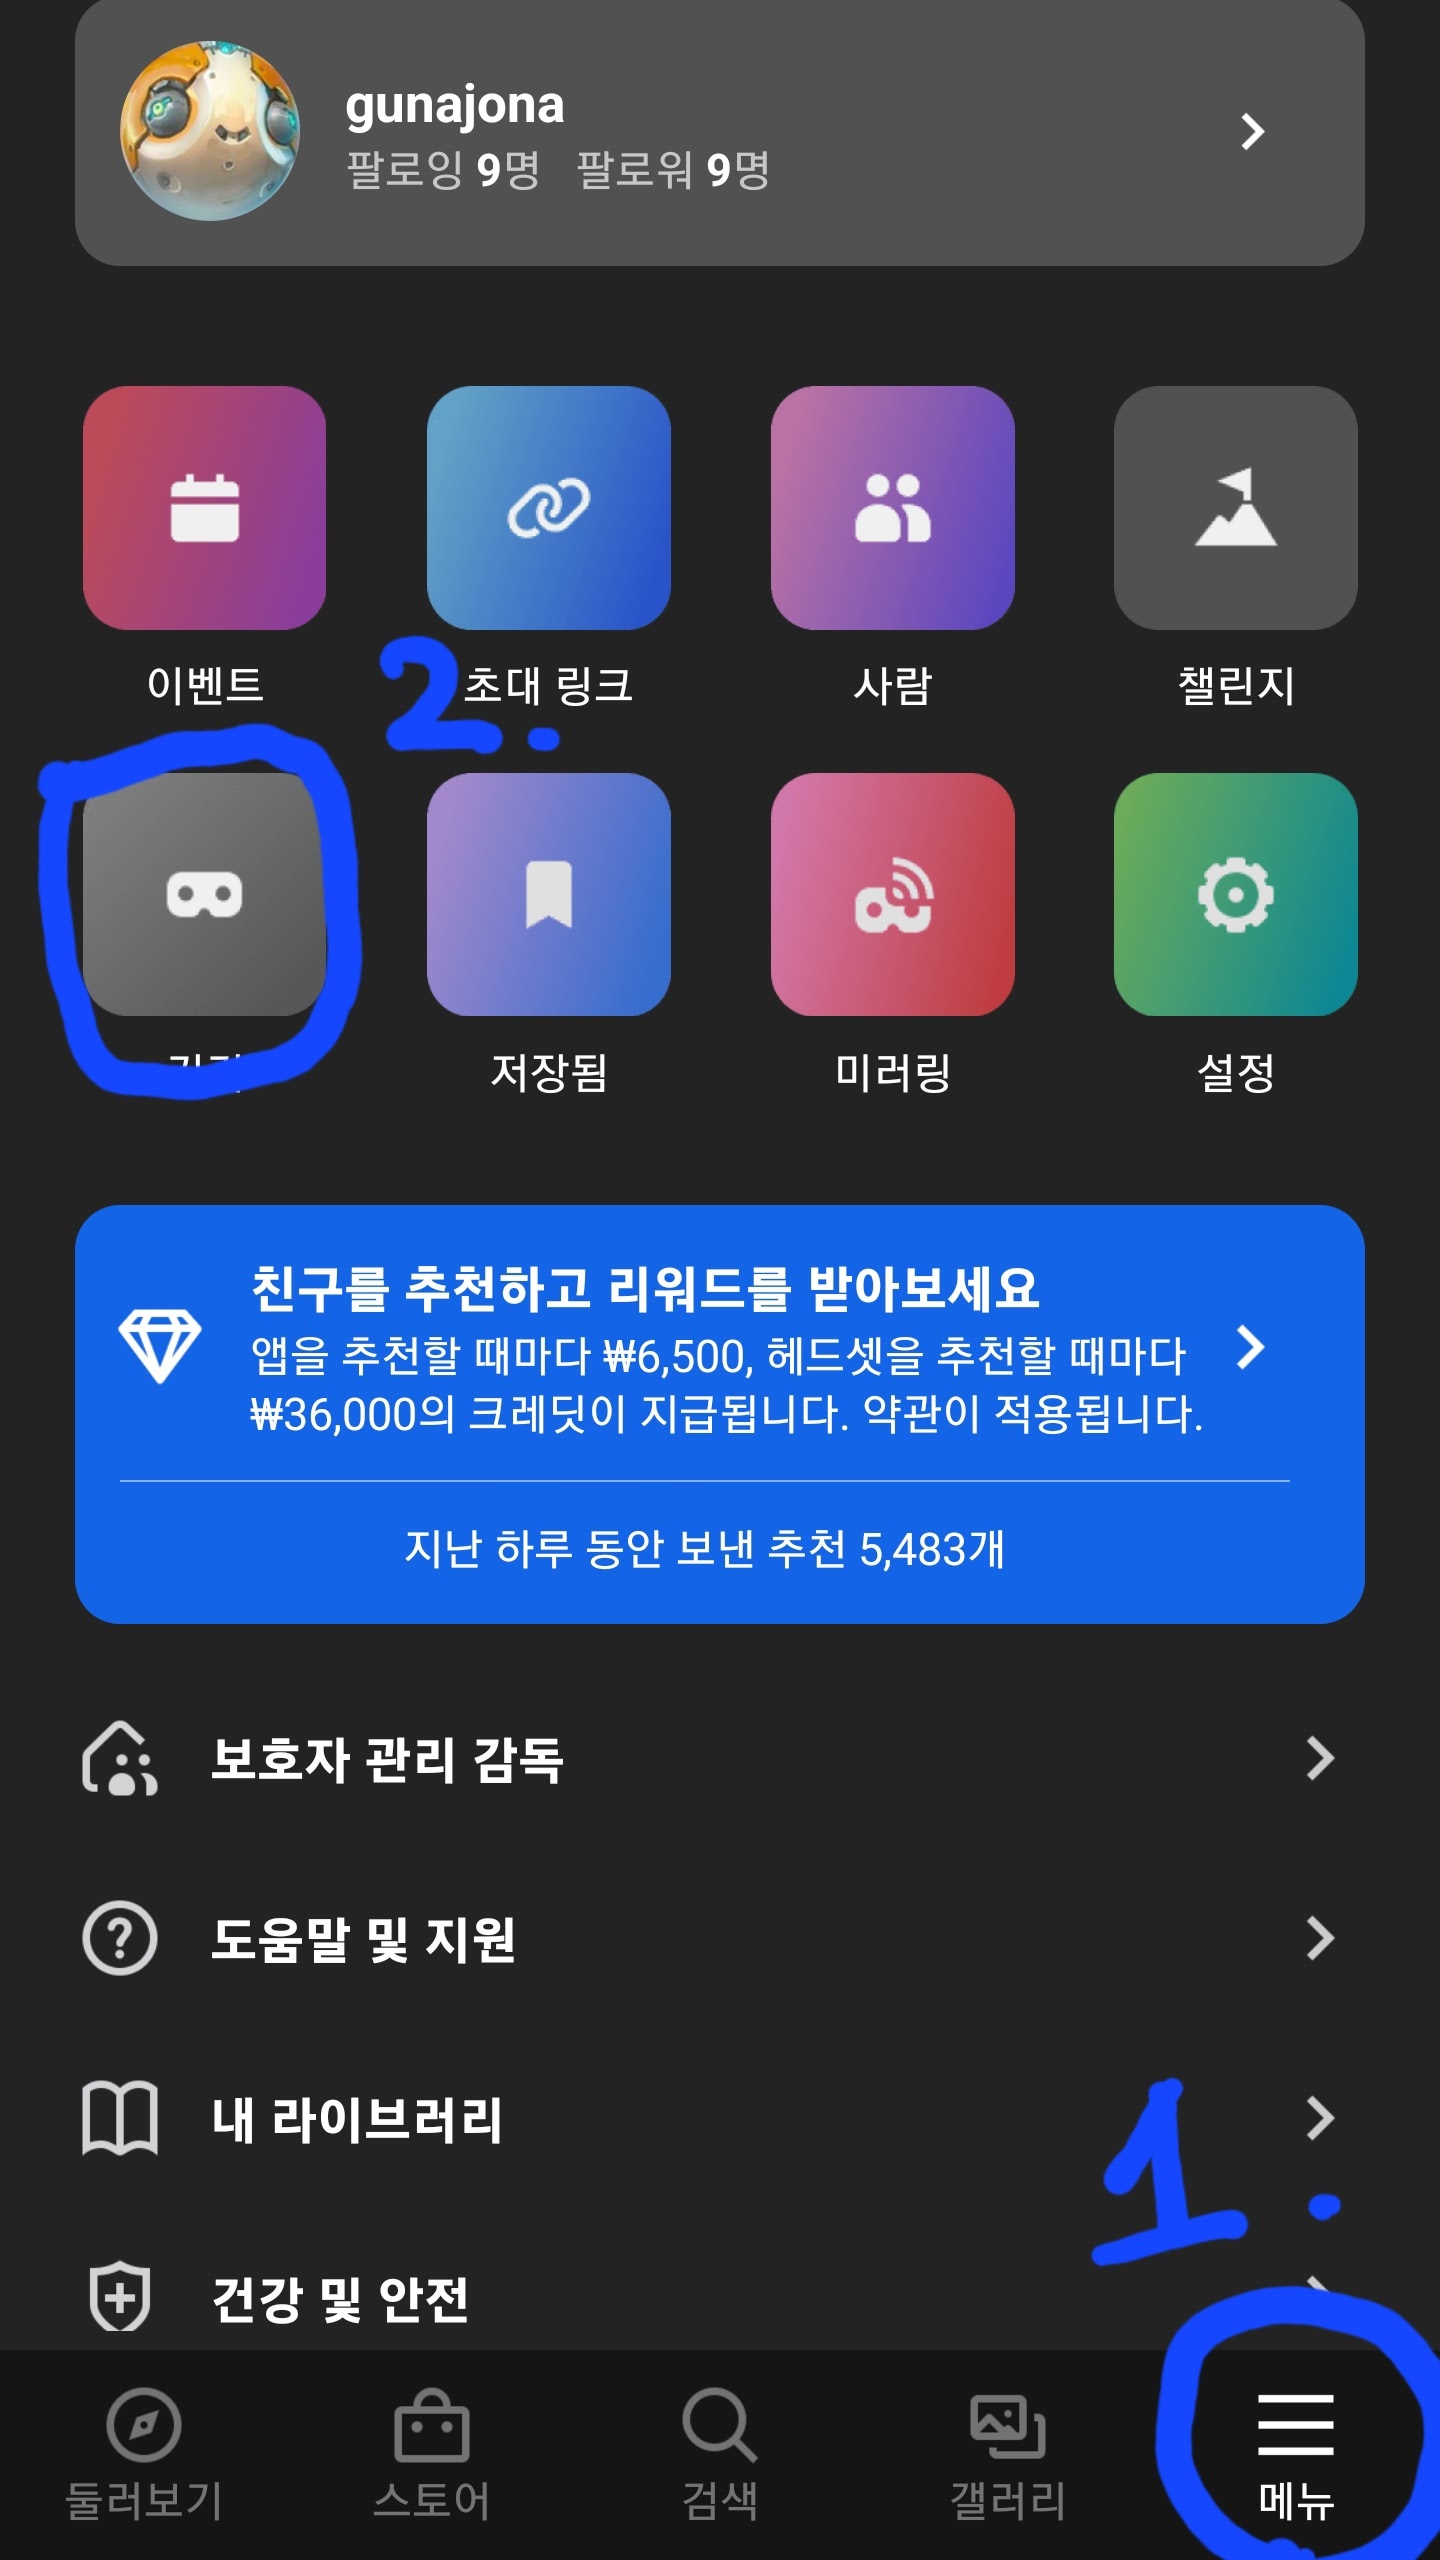 gunajona
팔로잉 9명 팔로워 9명
이벤트
초대 링크
사람
챌린지
2.
저장됨
미러링
설정
친구를 추천하고 리워드를 받아보세요
앱을 추천할 때마다 ₩6,500, 헤드셋을 추천할 때마다
₩36,000의 크레딧이 지급됩니다. 약관이 적용됩니다.
지난 하루 동안 보낸 추천 5,483개
보호자 관리 감독
도움말 및 지원
내 라이브러리
1.
건강 및 안전
둘러보기
스토어
검색
갤러리
메뉴